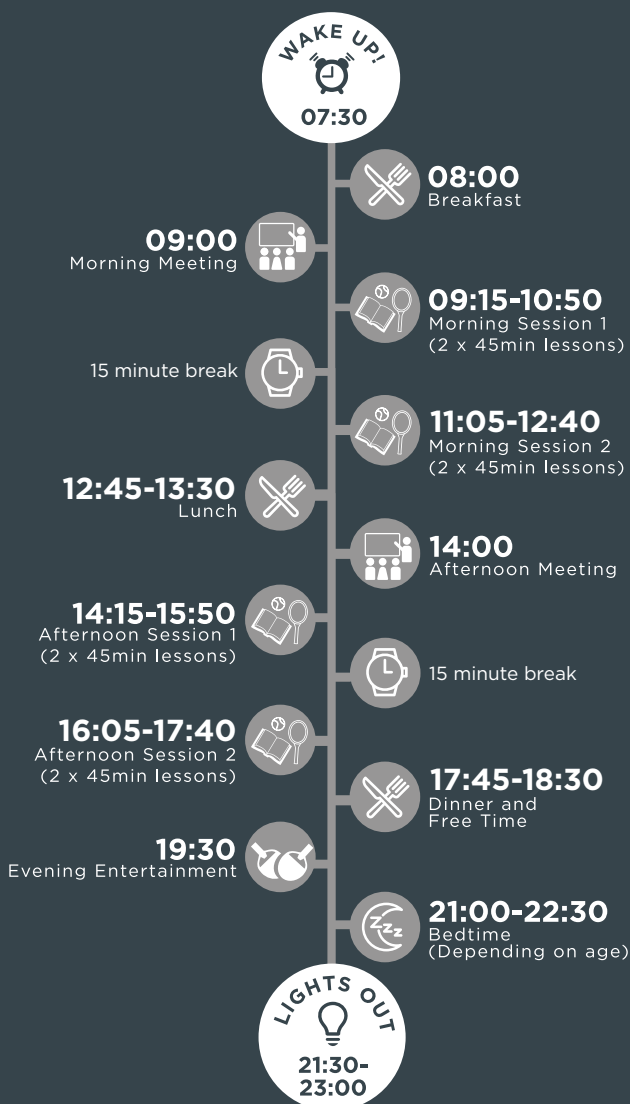 WAKE UP!
07:30
08:00
Breakfast
09:00
Morning Meeting
09:15-10:50
Morning Session 1
(2 x 45min lessons)
15 minute break
11:05-12:40
Morning Session 2
(2 x 45min lessons)
12:45-13:30
Lunch
14:00
Afternoon Meeting
14:15-15:50
Afternoon Session 1
(2 x 45min lessons)
15 minute break
16:05-17:40
Afternoon Session 2
(2 x 45min lessons)
17:45-18:30
Dinner and
Free Time
19:30
Evening Entertainment
21:00-22:30
Bedtime
(Depending on age)
ZZZ
LIGHTS OUT
21:30-
23:00